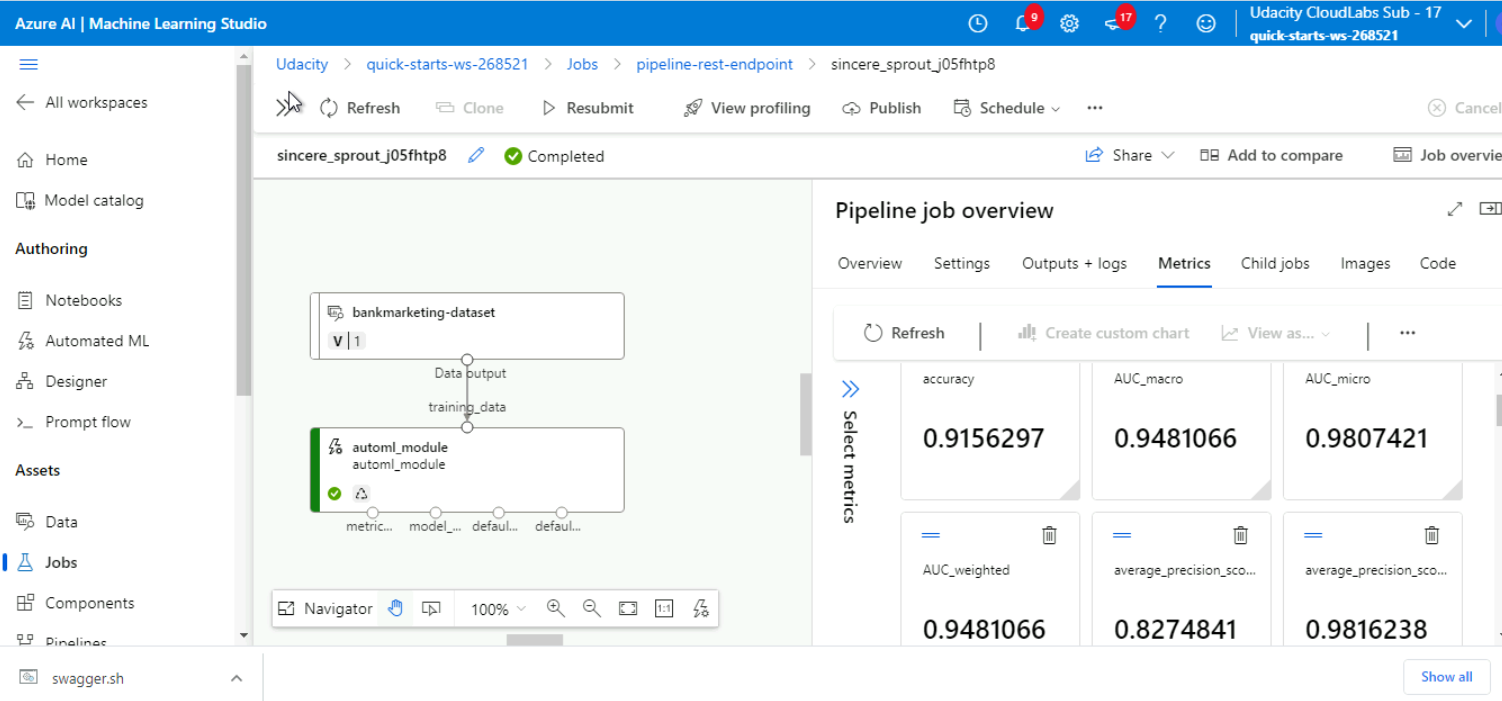 Azure AI | Machine Learning Studio
9
17
Udacity CloudLabs Sub - 17
quick-starts-ws-268521
All workspaces
Home
Model catalog
Authoring
Notebooks
Automated ML
Designer
Prompt flow
Assets
Data
Jobs
Components
Pipelines
Udacity > quick-starts-ws-268521 > Jobs > pipeline-rest-endpoint > sincere_sprout_j05fhtp8
Refresh Clone Resubmit View profiling Publish Schedule ... Cancel
sincere_sprout_j05fhtp8 Completed Share Add to compare Job overvie
bankmarketing-dataset
V | 1
Data output
training_data
automl_module
automl_module
metric... model_... defaul... defaul...
Navigator 100% 1:1
Pipeline job overview
Overview Settings Outputs + logs Metrics Child jobs Images Code
Refresh | Create custom chart View as... | ...
Select metrics
accuracy AUC_macro AUC_micro
0.9156297 0.9481066 0.9807421
AUC_weighted average_precision_sco... average_precision_sco...
0.9481066 0.8274841 0.9816238
swagger.sh
Show all